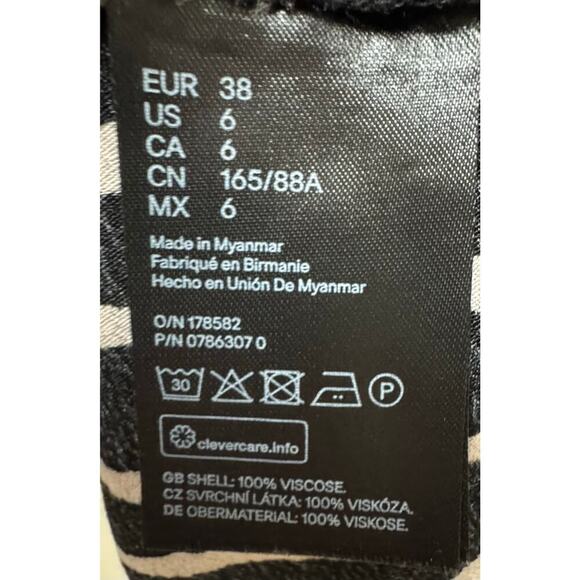 EUR 38
US 6
CA 6
CN 165/88A
MX 6
Made in Myanmar
Fabriqué en Birmanie
Hecho en Unión De Myanmar
O/N 178582
P/N 0786307 0
30 P
clevercare.info
GB SHELL: 100% VISCOSE.
CZ SVRCHNÍ LÁTKA: 100% VISKÓZA.
DE OBERMATERIAL: 100% VISKOSE.